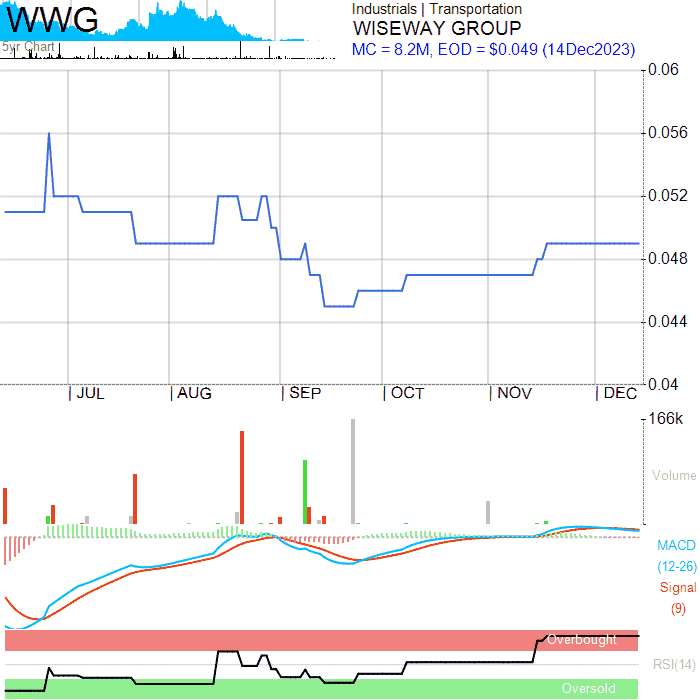 WWG
5yr Chart
Industrials | Transportation
WISEWAY GROUP
MC = 8.2M, EOD = $0.049 (14Dec2023)
0.06
0.056
0.052
0.048
0.044
0.04
JUL AUG SEP OCT NOV DEC
166k
Volume
MACD
(12-26)
Signal
(9)
Overbought
RSI(14)
Oversold